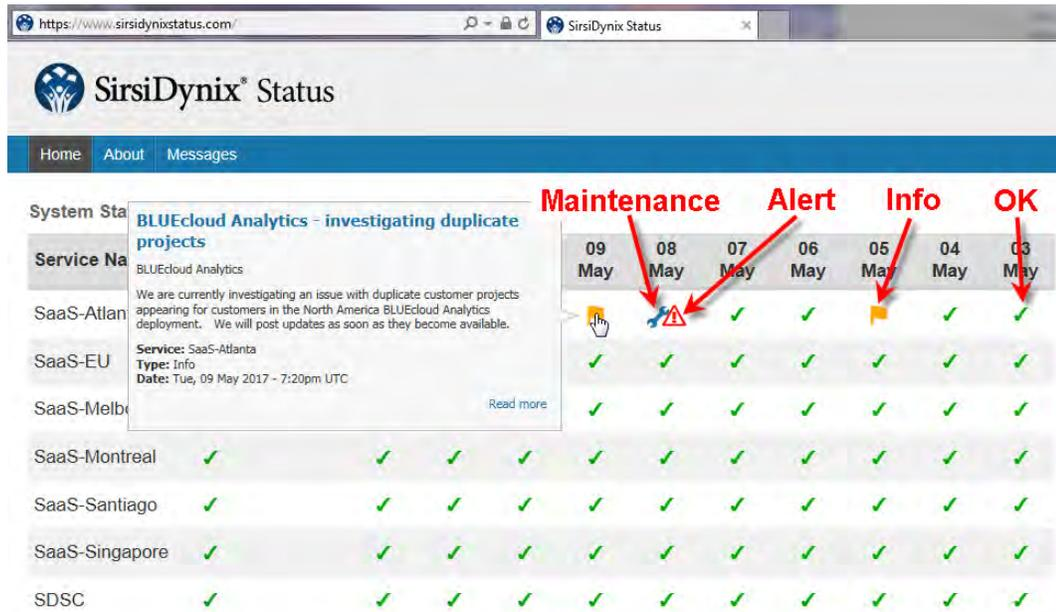 https://www.sirsidynixstatus.com/
SirsiDynix Status
SirsiDynix® Status
Home About Messages
Maintenance Alert Info OK
System Sta
BLUEcloud Analytics - investigating duplicate
projects
BLUEcloud Analytics
We are currently investigating an issue with duplicate customer projects
appearing for customers in the North America BLUEcloud Analytics
deployment. We will post updates as soon as they become available.
Service: SaaS-Atlanta
Type: Info
Date: Tue, 09 May 2017 - 7:20pm UTC
Read more
Service Na
09 May
08 May
07 May
06 May
05 May
04 May
03 May
SaaS-Atlan
SaaS-EU
SaaS-Melb
SaaS-Montreal
SaaS-Santiago
SaaS-Singapore
SDSC